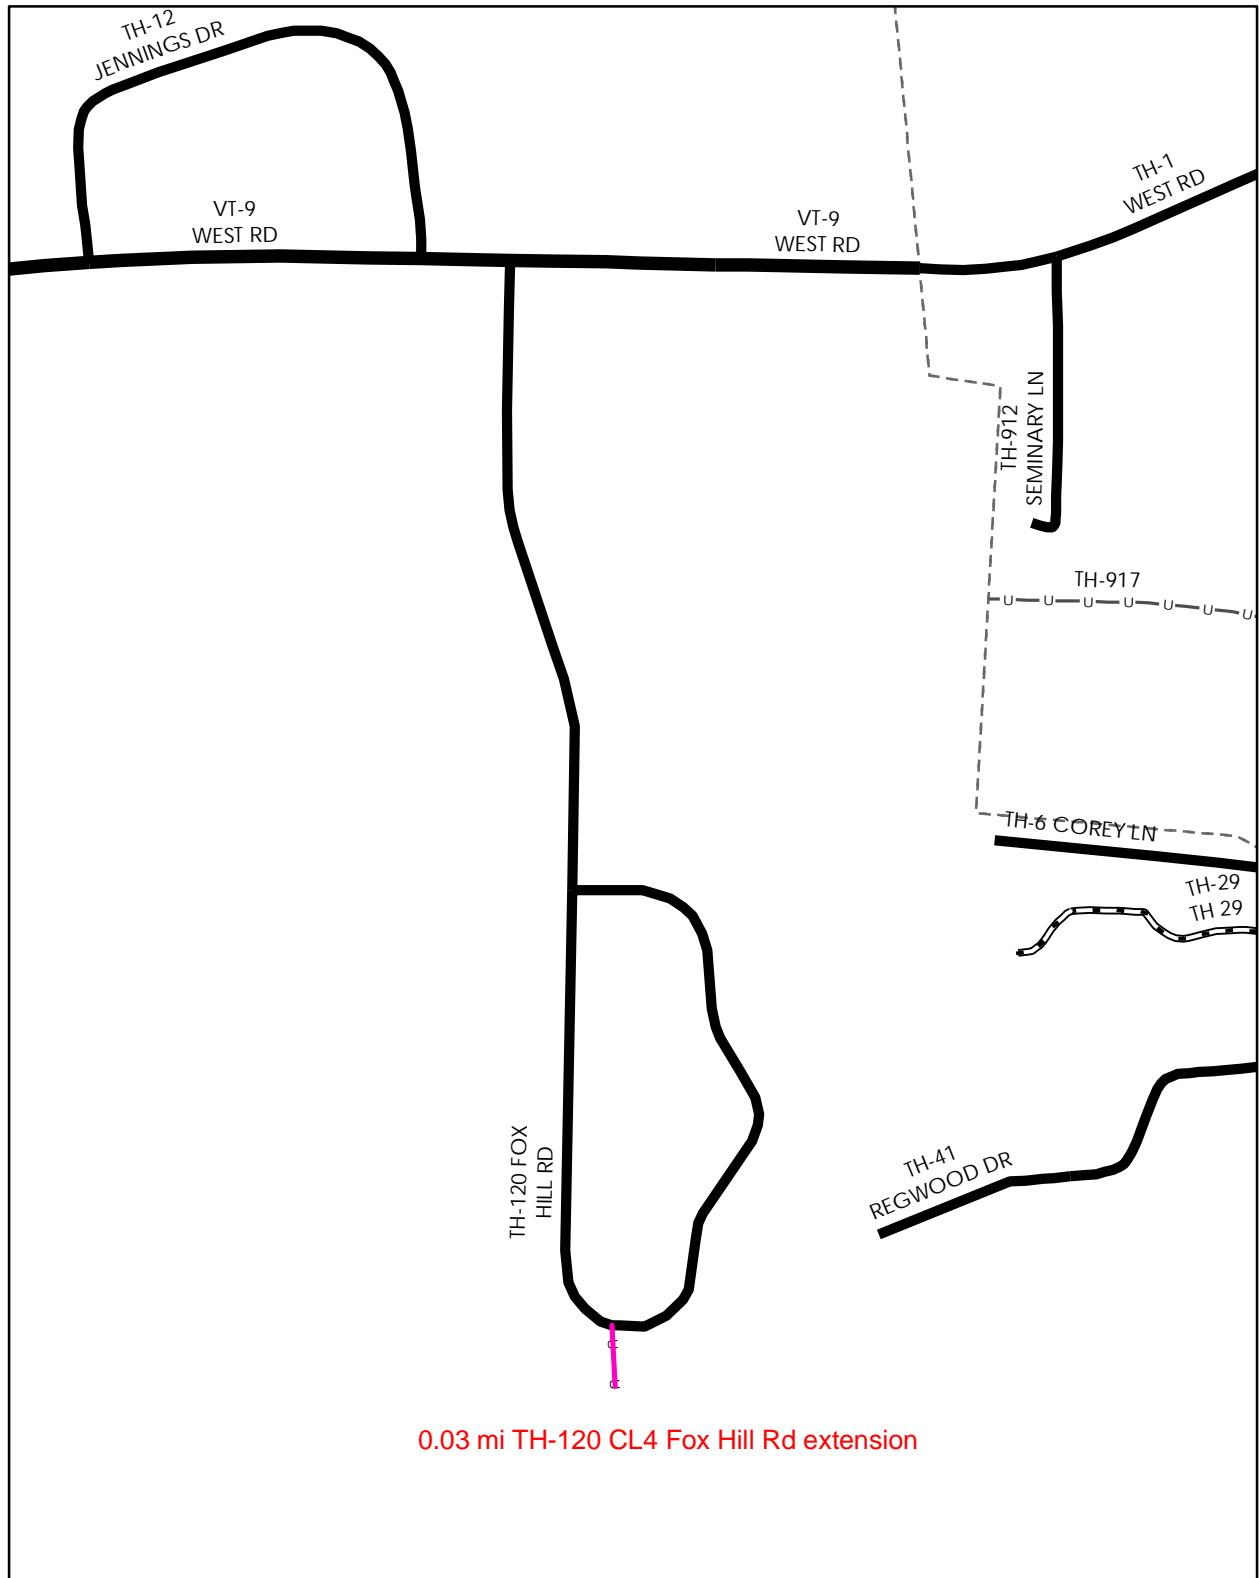 TH-12
JENNINGS DR
VT-9
WEST RD
VT-9
WEST RD
TH-1
WEST RD
TH-912
SEMINARY LN
TH-917
U U U U U U U
TH-6 COREY LN
TH-29
TH 29
TH-41
REGWOOD DR
TH-120 FOX
HILL RD
U
U
0.03 mi TH-120 CL4 Fox Hill Rd extension